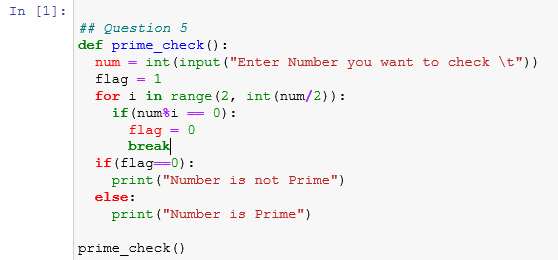 In [1]:
## Question 5
def prime_check():
  num = int(input("Enter Number you want to check \t"))
  flag = 1
  for i in range(2, int(num/2)):
    if(num%i == 0):
      flag = 0
      break
  if(flag==0):
    print("Number is not Prime")
  else:
    print("Number is Prime")

prime_check()